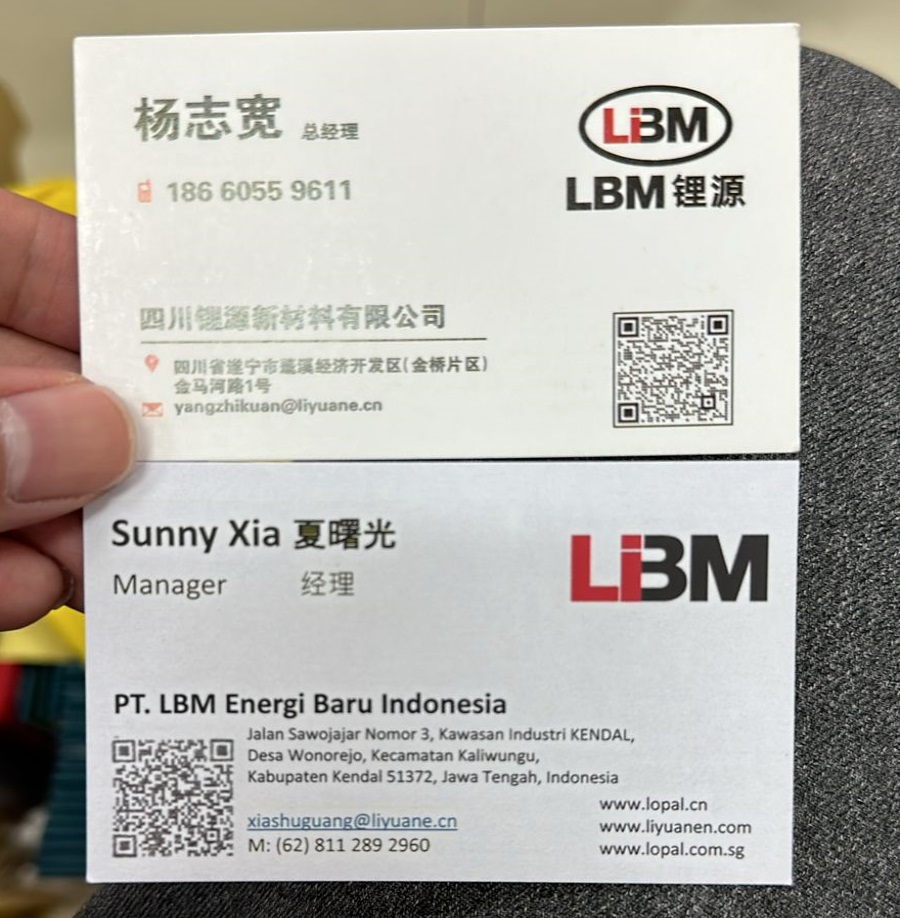 杨志宽 总经理
186 6055 9611
LiBM
LBM 锂源
四川锂源新材料有限公司
四川省遂宁市蓬溪经济开发区(金桥片区)
金马河路1号
yangzhikuan@liyuane.cn
Sunny Xia 夏曙光
Manager 经理
LiBM
PT. LBM Energi Baru Indonesia
Jalan Sawojajar Nomor 3, Kawasan Industri KENDAL,
Desa Wonorejo, Kecamatan Kaliwungu,
Kabupaten Kendal 51372, Jawa Tengah, Indonesia
xiashuguang@liyuane.cn
M: (62) 811 289 2960
www.lopal.cn
www.liyuanen.com
www.lopal.com.sg